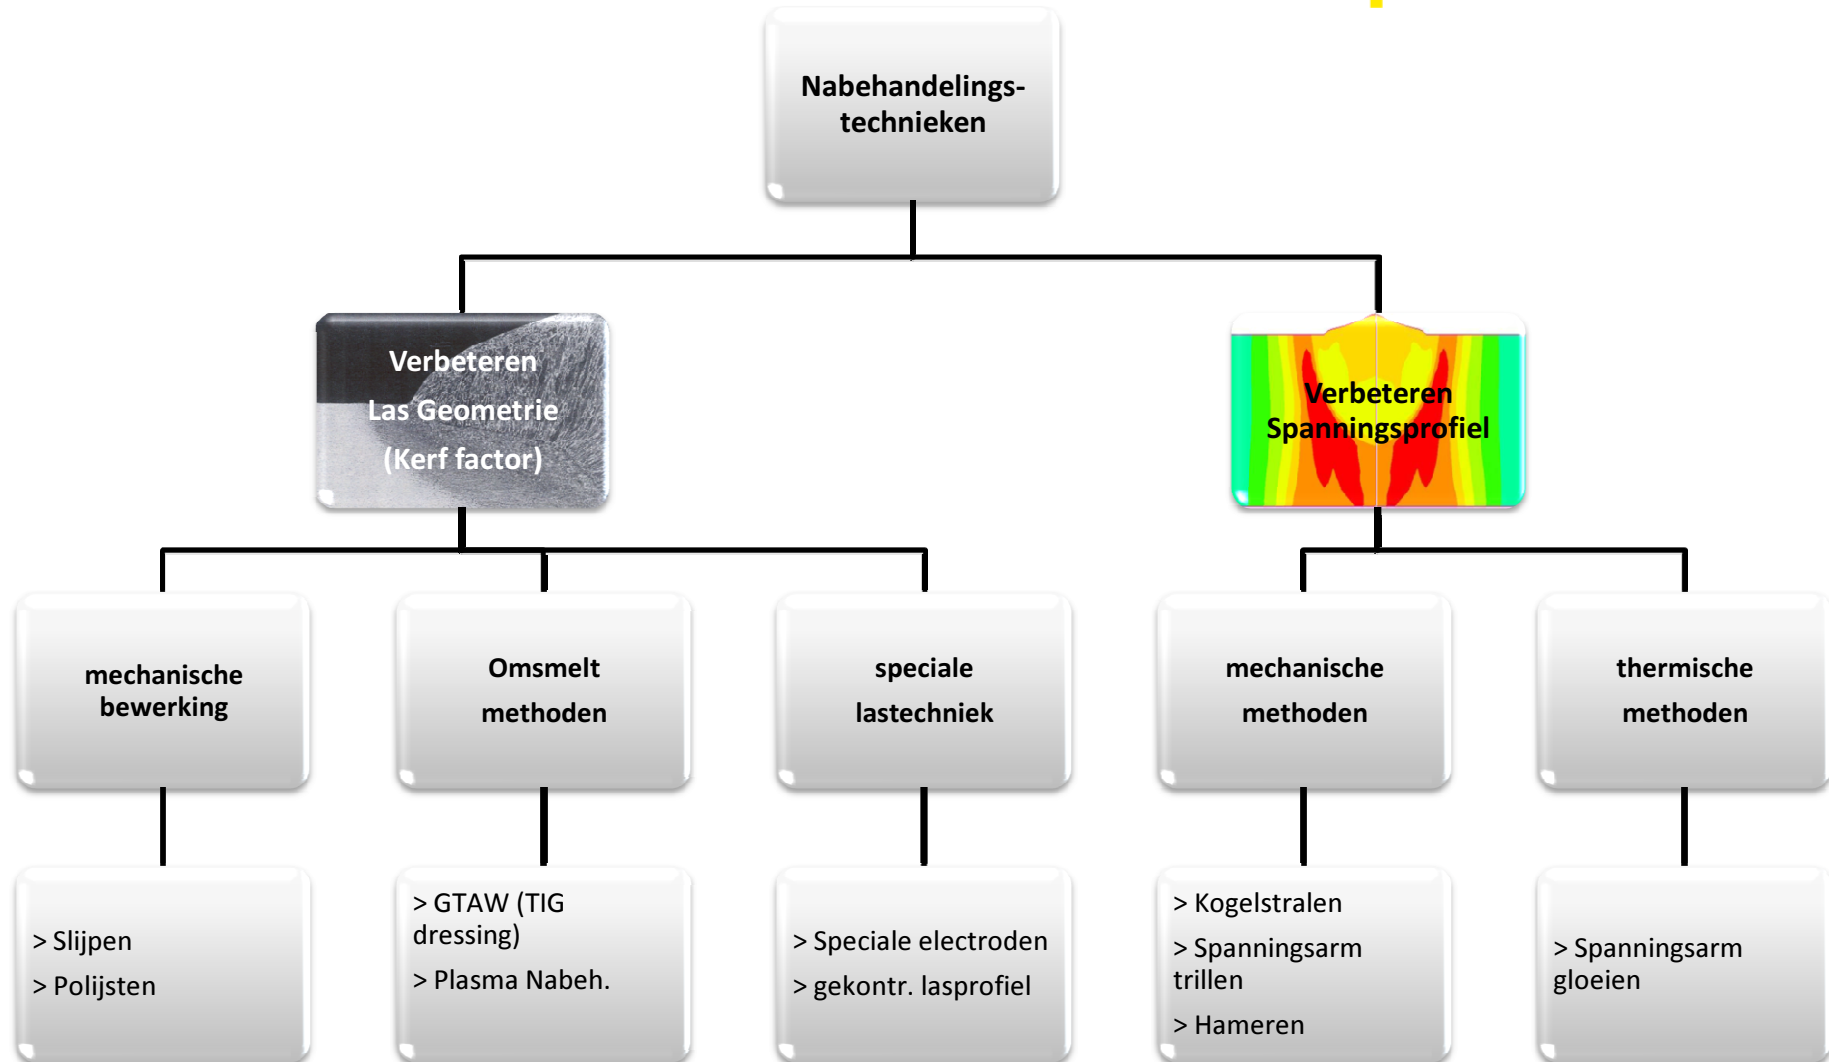 Nabehandelings-
technieken
Verbeteren
Las Geometrie
(Kerf factor)
Verbeteren
Spanningsprofiel
mechanische
bewerking
Omsmelt
methoden
speciale
lastechniek
mechanische
methoden
thermische
methoden
> Slijpen
> Polijsten
> GTAW (TIG
dressing)
> Plasma Nabeh.
> Speciale electroden
> gekontr. lasprofiel
> Kogelstralen
> Spanningsarm
trillen
> Hameren
> Spanningsarm
gloeien